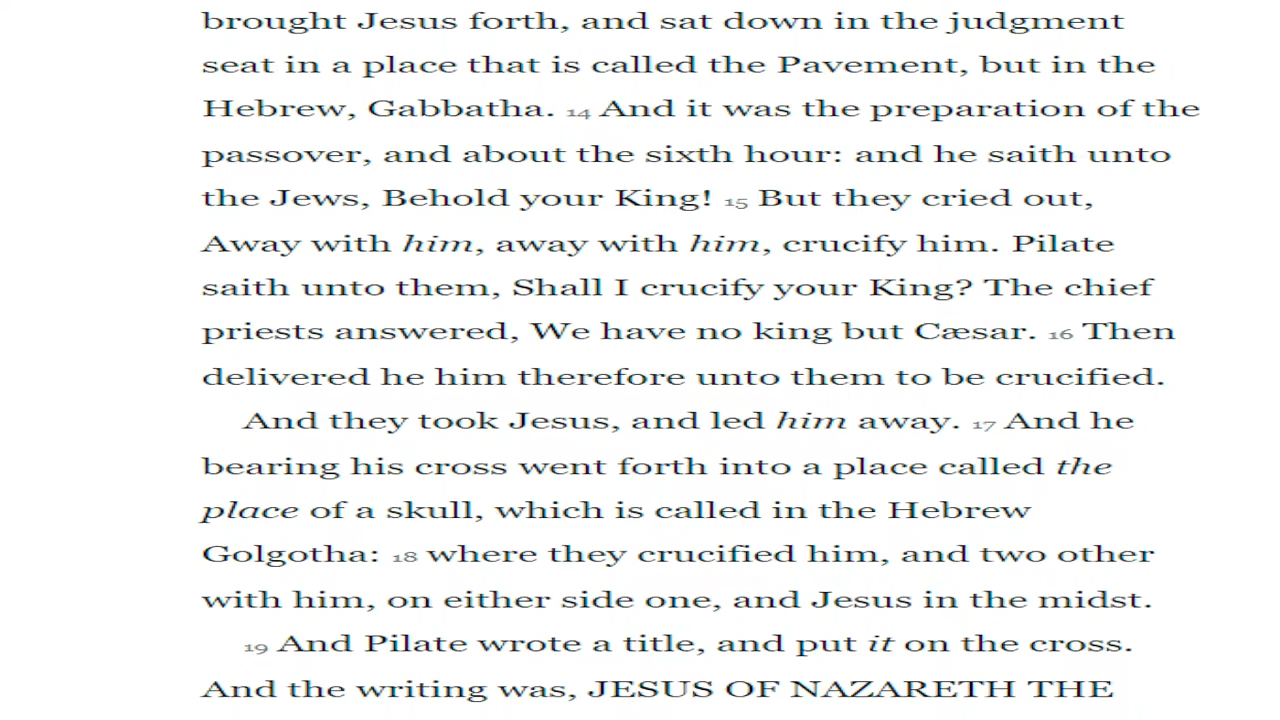 brought Jesus forth, and sat down in the judgment
seat in a place that is called the Pavement, but in the
Hebrew, Gabbatha. 14 And it was the preparation of the
passover, and about the sixth hour: and he saith unto
the Jews, Behold your King! 15 But they cried out,
Away with him, away with him, crucify him. Pilate
saith unto them, Shall I crucify your King? The chief
priests answered, We have no king but Cæsar. 16 Then
delivered he him therefore unto them to be crucified.
And they took Jesus, and led him away. 17 And he
bearing his cross went forth into a place called the
place of a skull, which is called in the Hebrew
Golgotha: 18 where they crucified him, and two other
with him, on either side one, and Jesus in the midst.
19 And Pilate wrote a title, and put it on the cross.
And the writing was, JESUS OF NAZARETH THE